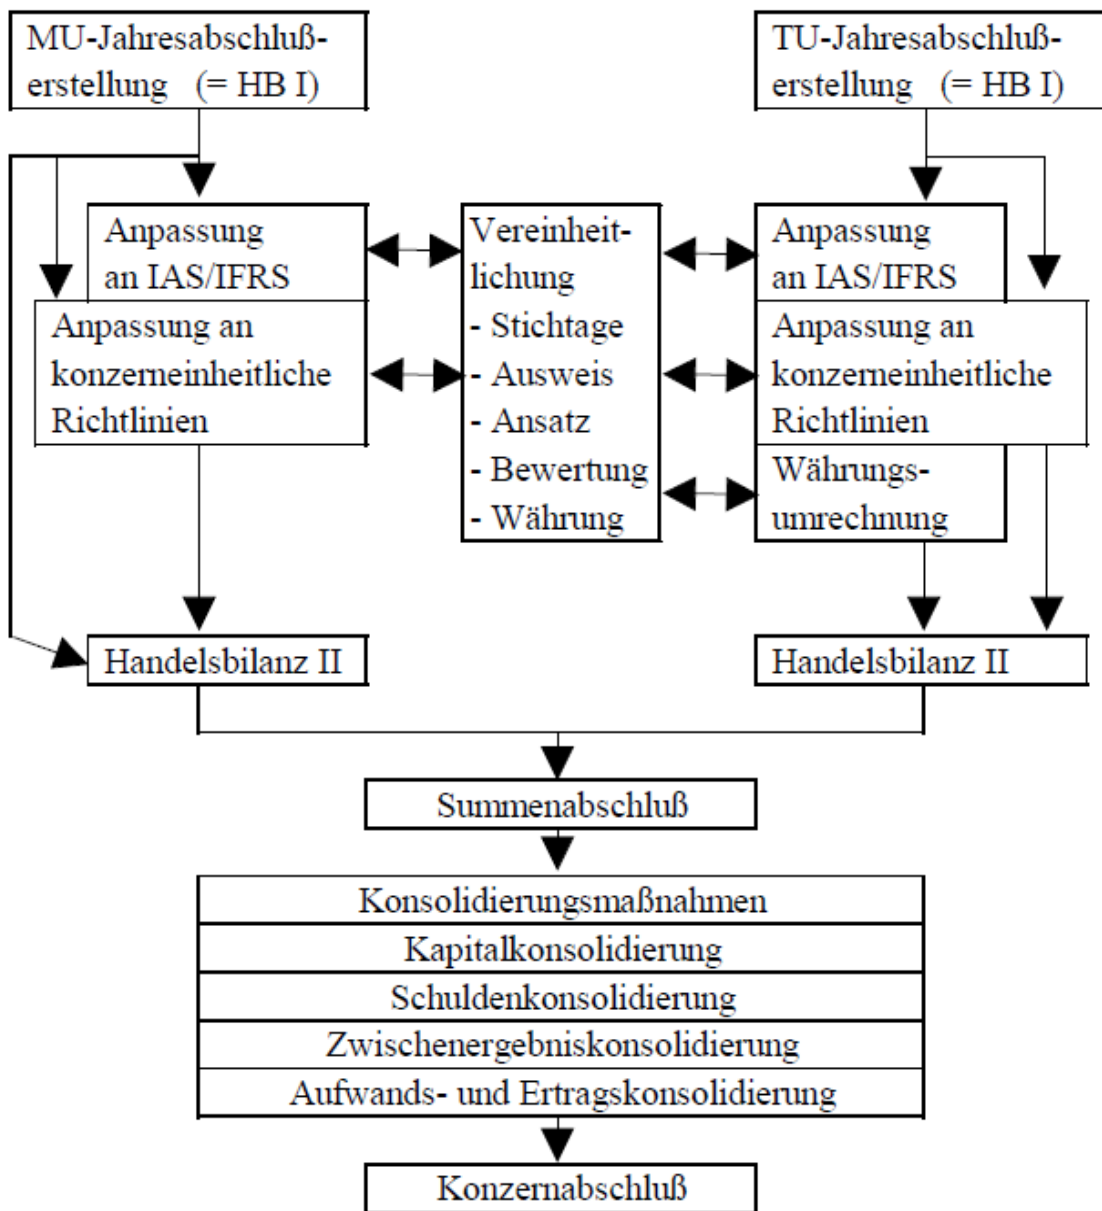 MU-Jahresabschluß-
erstellung (= HB I)
TU-Jahresabschluß-
erstellung (= HB I)
Anpassung
an IAS/IFRS
Anpassung an
konzerneinheitliche
Richtlinien
Vereinheit-
lichung
- Stichtage
- Ausweis
- Ansatz
- Bewertung
- Währung
Anpassung
an IAS/IFRS
Anpassung an
konzerneinheitliche
Richtlinien
Währungs-
umrechnung
Handelsbilanz II
Handelsbilanz II
Summenabschluß
Konsolidierungsmaßnahmen
Kapitalkonsolidierung
Schuldenkonsolidierung
Zwischenergebniskonsolidierung
Aufwands- und Ertragskonsolidierung
Konzernabschluß